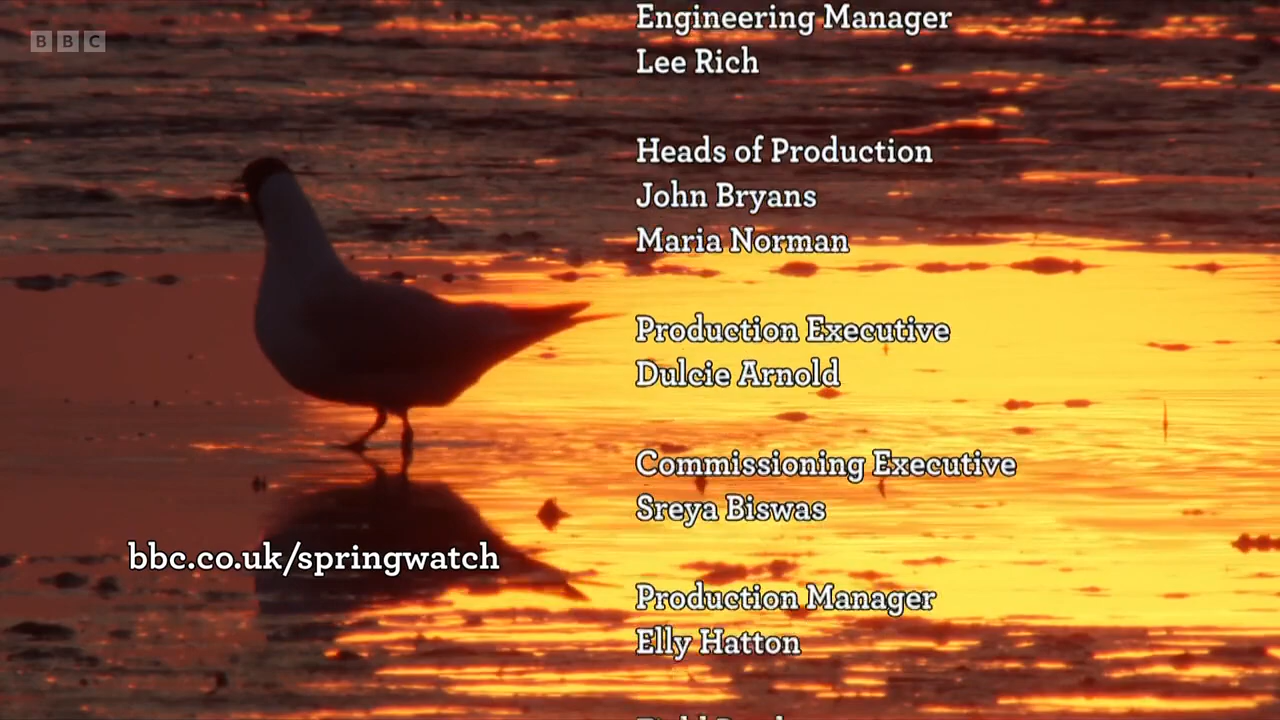 BBC
Engineering Manager
Lee Rich
Heads of Production
John Bryans
Maria Norman
Production Executive
Dulcie Arnold
Commissioning Executive
Sreya Biswas
bbc.co.uk/springwatch
Production Manager
Elly Hatton